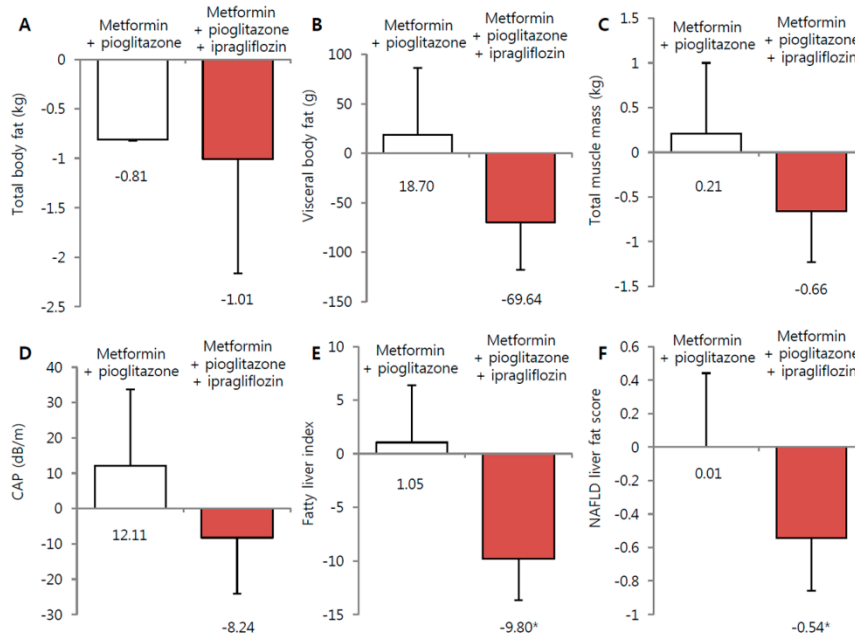 A
Metformin
+ pioglitazone
Metformin
+ pioglitazone
+ ipragliflozin
Total body fat (kg)
0
-0.5
-1
-1.5
-2
-2.5
-0.81
-1.01
B
Metformin
+ pioglitazone
Metformin
+ pioglitazone
+ ipragliflozin
Visceral body fat (g)
100
50
0
-50
-100
-150
18.70
-69.64
C
Metformin
+ pioglitazone
Metformin
+ pioglitazone
+ ipragliflozin
Total muscle mass (kg)
1.5
1
0.5
0
-0.5
-1
-1.5
0.21
-0.66
D
Metformin
+ pioglitazone
Metformin
+ pioglitazone
+ ipragliflozin
CAP (dB/m)
40
30
20
10
0
-10
-20
-30
12.11
-8.24
E
Metformin
+ pioglitazone
Metformin
+ pioglitazone
+ ipragliflozin
Fatty liver index
10
5
0
-5
-10
-15
1.05
-9.80*
F
Metformin
+ pioglitazone
Metformin
+ pioglitazone
+ ipragliflozin
NAFLD liver fat score
0.6
0.4
0.2
0
-0.2
-0.4
-0.6
-0.8
-1
0.01
-0.54*